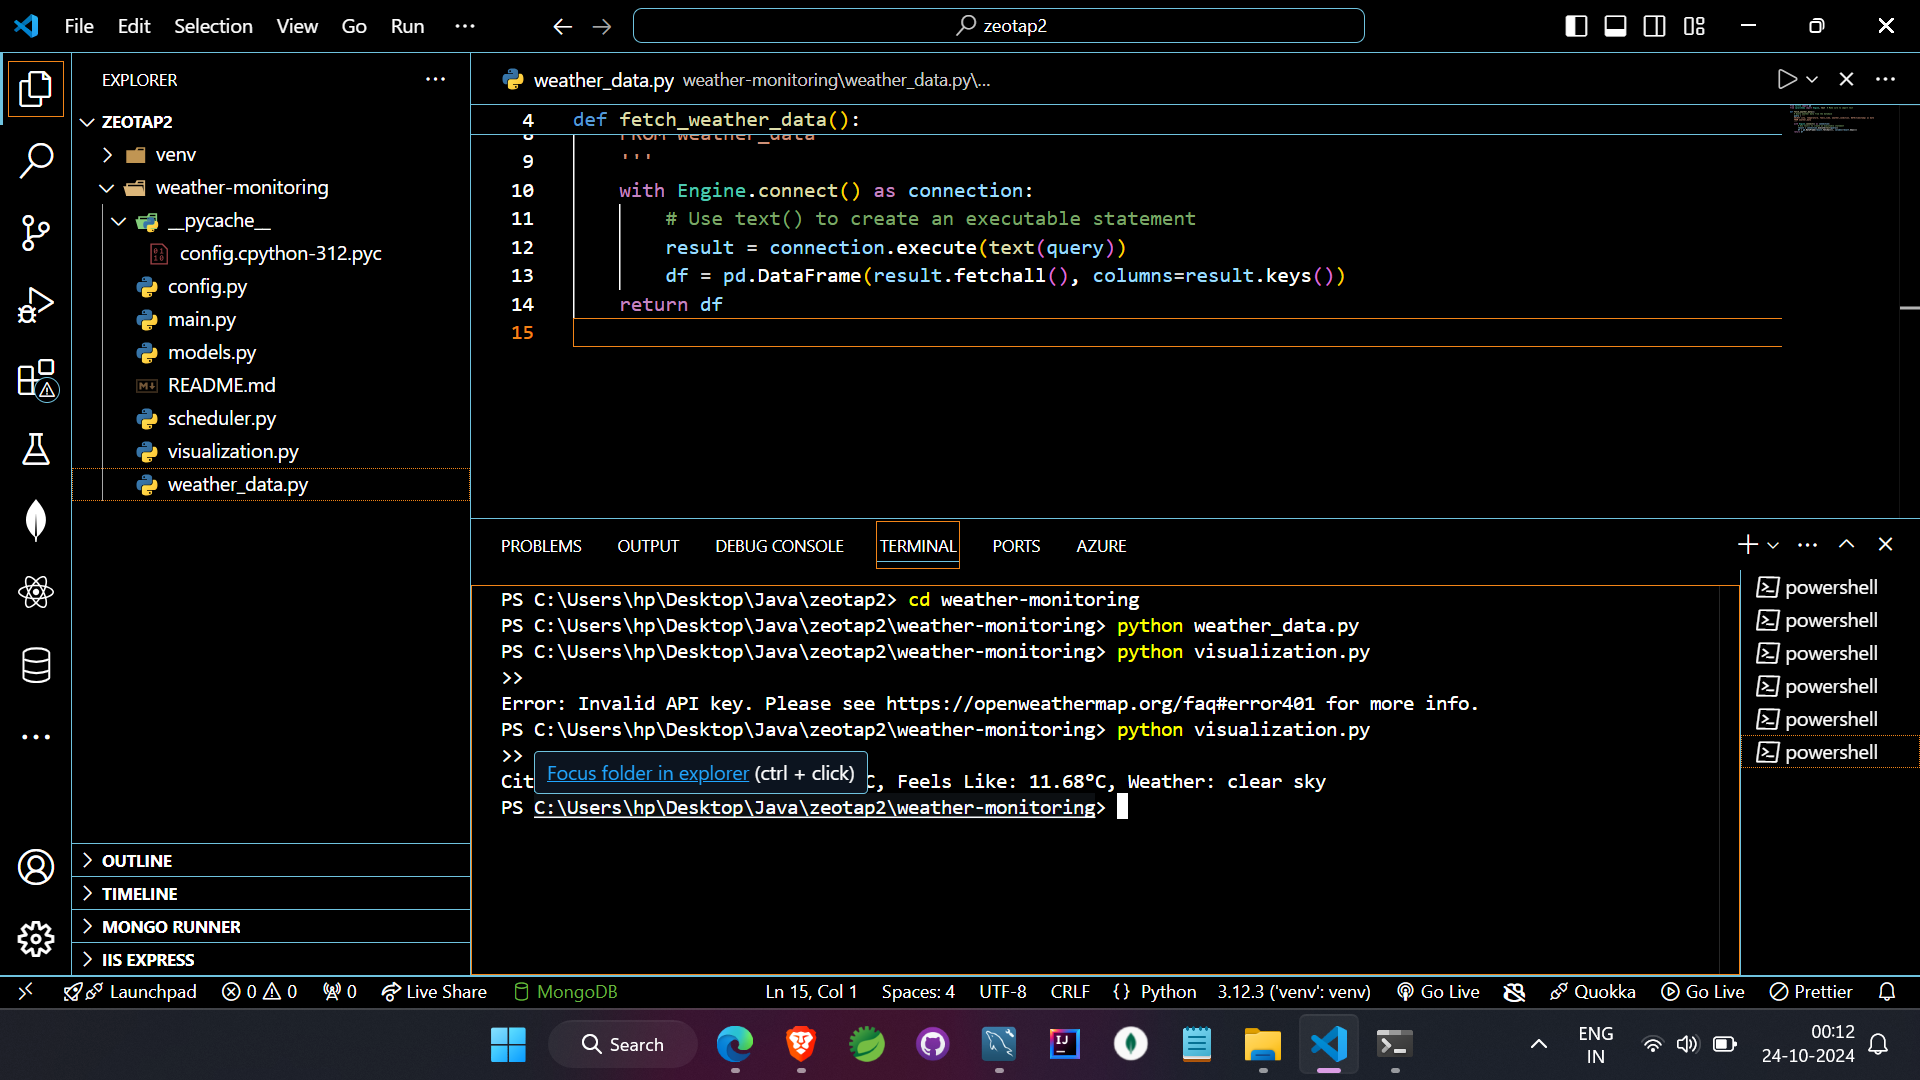 File Edit Selection View Go Run ··· zeotap2
EXPLORER
ZEOTAP2
venv
weather-monitoring
__pycache__
config.cpython-312.pyc
config.py
main.py
models.py
README.md
scheduler.py
visualization.py
weather_data.py
OUTLINE
TIMELINE
MONGO RUNNER
IIS EXPRESS
weather_data.py weather-monitoring\weather_data.py\...
4 def fetch_weather_data():
8 FROM weather_data
9 '''
10 with Engine.connect() as connection:
11 # Use text() to create an executable statement
12 result = connection.execute(text(query))
13 df = pd.DataFrame(result.fetchall(), columns=result.keys())
14 return df
15
PROBLEMS OUTPUT DEBUG CONSOLE TERMINAL PORTS AZURE
PS C:\Users\hp\Desktop\Java\zeotap2> cd weather-monitoring
PS C:\Users\hp\Desktop\Java\zeotap2\weather-monitoring> python weather_data.py
PS C:\Users\hp\Desktop\Java\zeotap2\weather-monitoring> python visualization.py
>>
Error: Invalid API key. Please see https://openweathermap.org/faq#error401 for more info.
PS C:\Users\hp\Desktop\Java\zeotap2\weather-monitoring> python visualization.py
>>
Focus folder in explorer (ctrl + click)
Cit C, Feels Like: 11.68°C, Weather: clear sky
PS C:\Users\hp\Desktop\Java\zeotap2\weather-monitoring>
powershell
powershell
powershell
powershell
powershell
powershell
Launchpad 0 0 0 Live Share MongoDB Ln 15, Col 1 Spaces: 4 UTF-8 CRLF {} Python 3.12.3 ('venv': venv) Go Live Quokka Go Live Prettier
Search
ENG
IN
00:12
24-10-2024